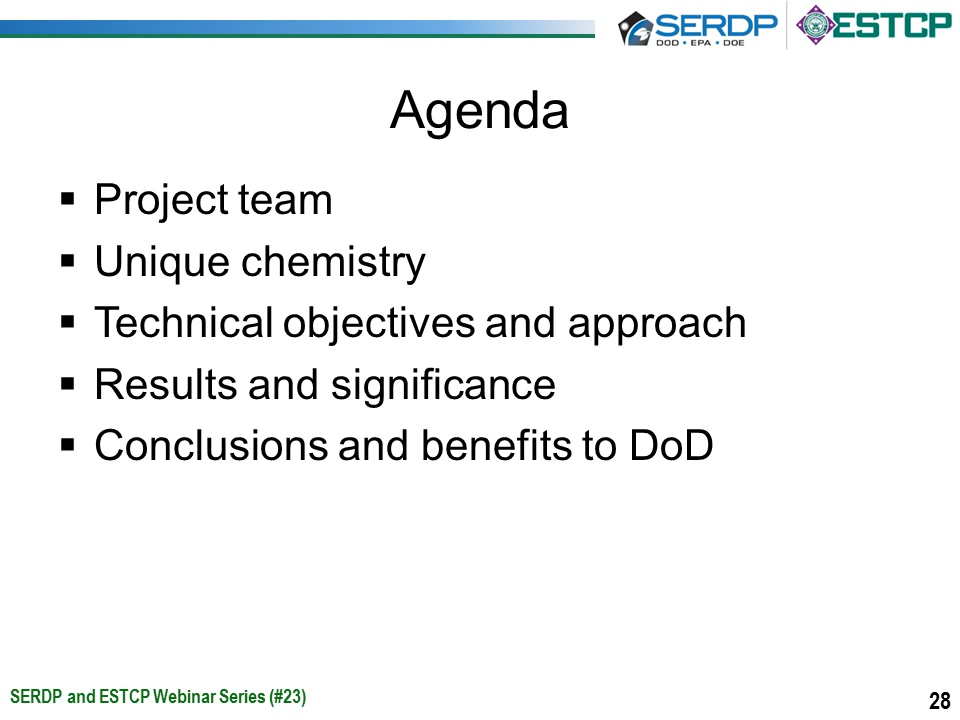 SERDP
DOD • EPA • DOE
ESTCP
Agenda
▪ Project team
▪ Unique chemistry
▪ Technical objectives and approach
▪ Results and significance
▪ Conclusions and benefits to DoD
SERDP and ESTCP Webinar Series (#23)
28